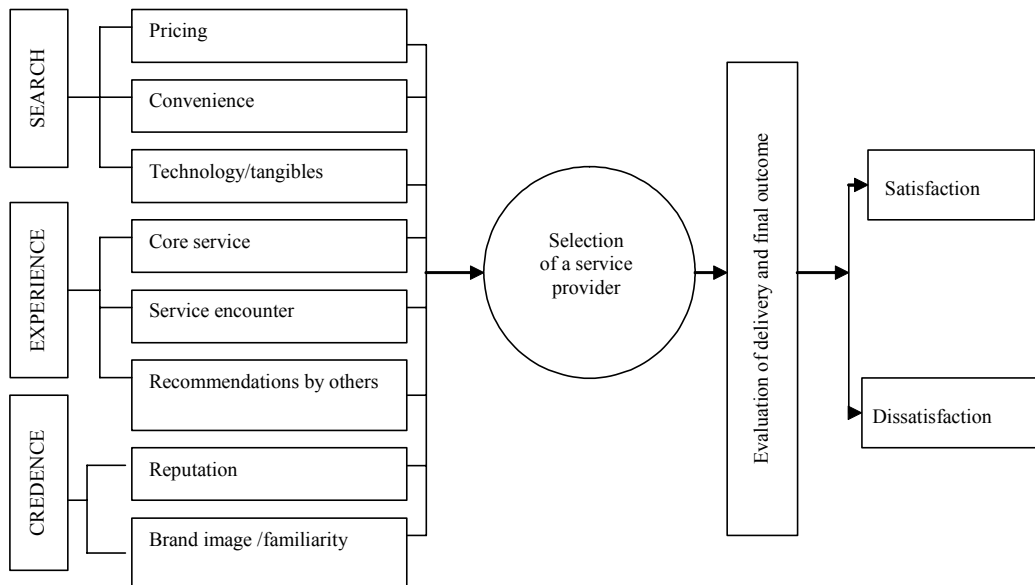 SEARCH
Pricing
Convenience
Technology/tangibles
EXPERIENCE
Core service
Service encounter
Recommendations by others
CREDENCE
Reputation
Brand image /familiarity
Selection
of a service
provider
Evaluation of delivery and final outcome
Satisfaction
Dissatisfaction